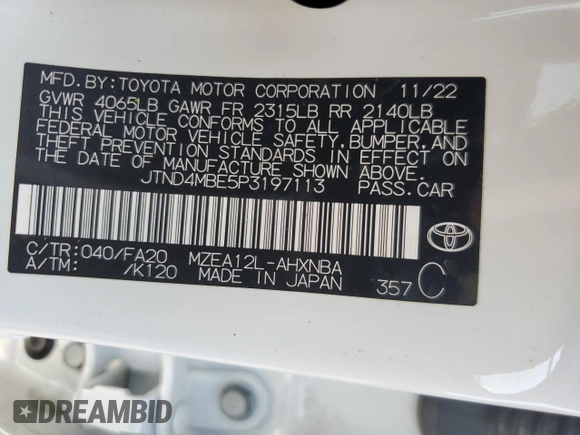 MFD. BY: TOYOTA MOTOR CORPORATION 11/22
GVWR 4065LB GAWR FR 2315LB RR 2140LB
THIS VEHICLE CONFORMS TO ALL APPLICABLE
FEDERAL MOTOR VEHICLE SAFETY, BUMPER, AND
THEFT PREVENTION STANDARDS IN EFFECT ON
THE DATE OF MANUFACTURE SHOWN ABOVE.
JTND4MBE5P3197113 PASS. CAR
C/TR: 040/FA20 MZEA12L-AHXNBA
A/TM: /K120 MADE IN JAPAN 357 C
DREAMBID